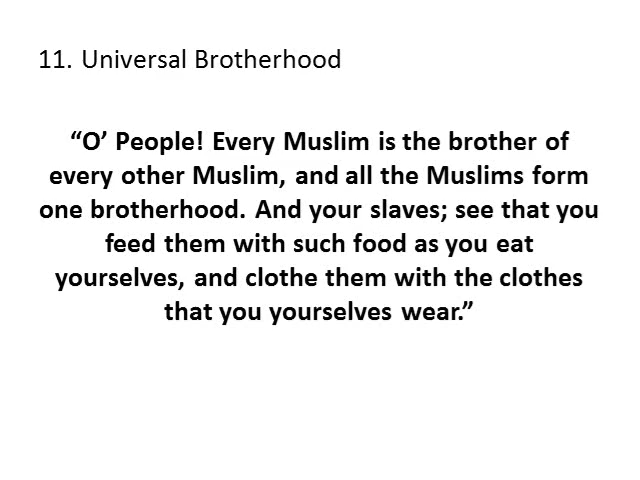 11. Universal Brotherhood
“O’ People! Every Muslim is the brother of
every other Muslim, and all the Muslims form
one brotherhood. And your slaves; see that you
feed them with such food as you eat
yourselves, and clothe them with the clothes
that you yourselves wear.”